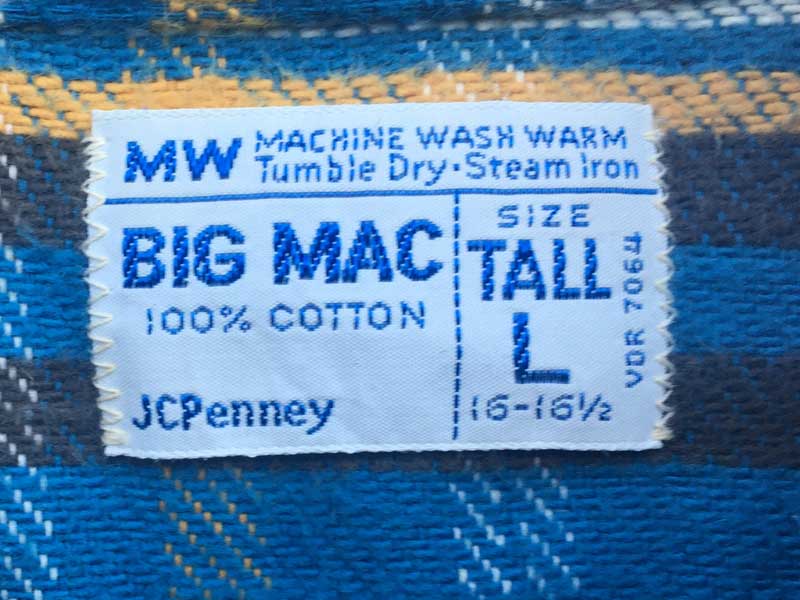 MW MACHINE WASH WARM
Tumble Dry·Steam Iron
BIG MAC
100% COTTON
JCPenney
SIZE
TALL
L
16-16½
VDR 7064